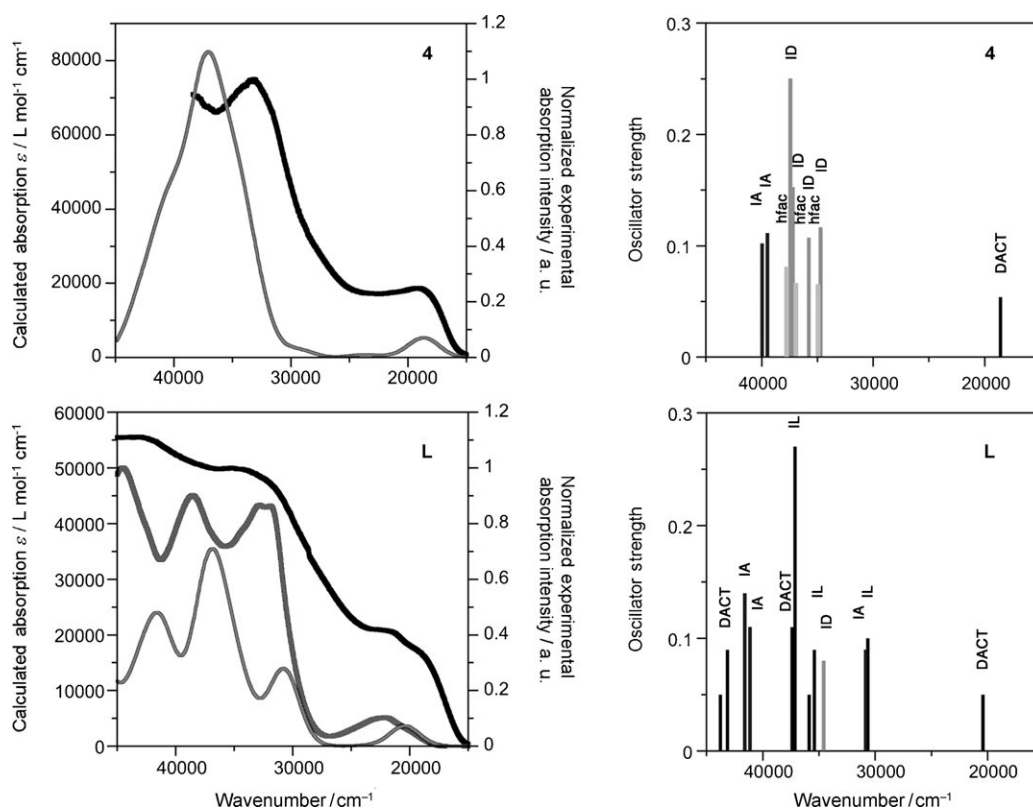 Calculated absorption ε / L mol⁻¹ cm⁻¹
80000
70000
60000
50000
40000
30000
20000
10000
0
40000
30000
20000
4
1.2
1
0.8
0.6
0.4
0.2
0
Normalized experimental
absorption intensity / a. u.
Oscillator strength
0.3
0.2
0.1
0
40000
30000
20000
4
IA
IA
hfac
ID
ID
hfac
ID
hfac
ID
DACT
Calculated absorption ε / L mol⁻¹ cm⁻¹
60000
50000
40000
30000
20000
10000
0
40000
30000
20000
Wavenumber / cm⁻¹
L
1.2
1
0.8
0.6
0.4
0.2
0
Normalized experimental
absorption intensity / a. u.
Oscillator strength
0.3
0.2
0.1
0
40000
30000
20000
Wavenumber / cm⁻¹
L
DACT
IA
IA
DACT
IL
IL
ID
IA
IL
DACT